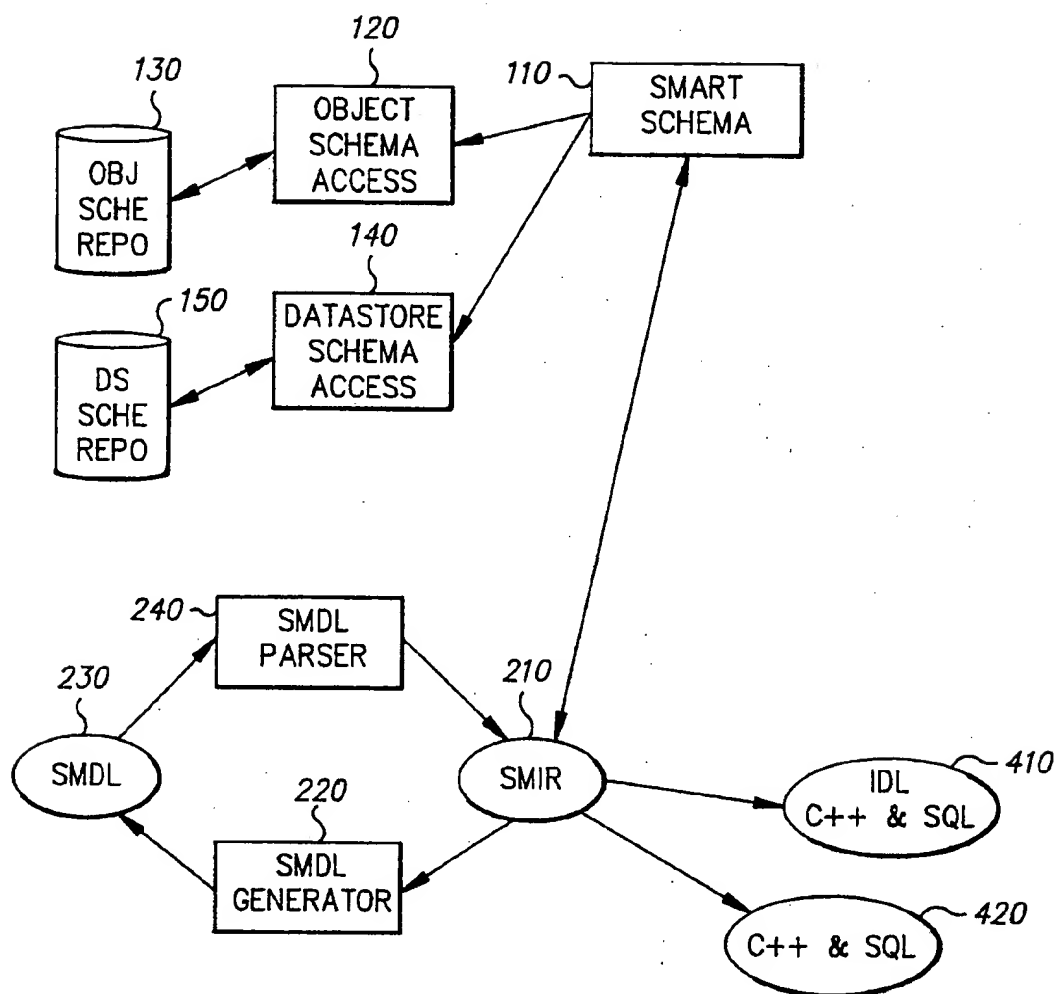 120
130
110
OBJECT
SCHEMA
ACCESS
SMART
SCHEMA
OBJ
SCHE
REPO
140
150
DATASTORE
SCHEMA
ACCESS
DS
SCHE
REPO
240
SMDL
PARSER
230
210
SMDL
SMIR
410
IDL
C++ & SQL
220
SMDL
GENERATOR
420
C++ & SQL